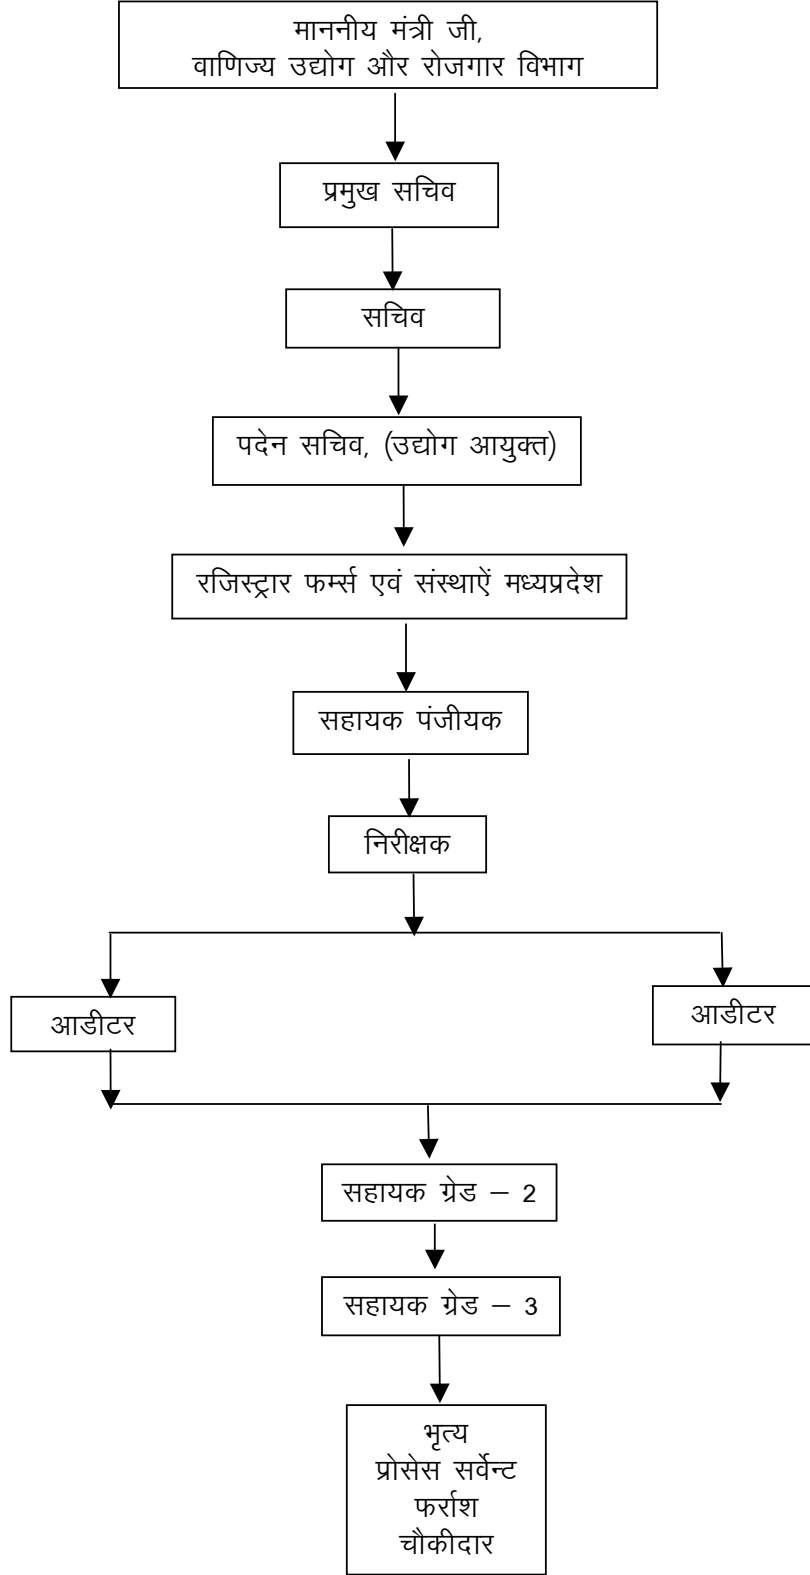 माननीय मंत्री जी,
वाणिज्य उद्योग और रोजगार विभाग
प्रमुख सचिव
सचिव
पदेन सचिव, (उद्योग आयुक्त)
रजिस्ट्रार फर्म्स एवं संस्थाऐं मध्यप्रदेश
सहायक पंजीयक
निरीक्षक
आडीटर
आडीटर
सहायक ग्रेड – 2
सहायक ग्रेड – 3
भृत्य
प्रोसेस सर्वेन्ट
फर्राश
चौकीदार